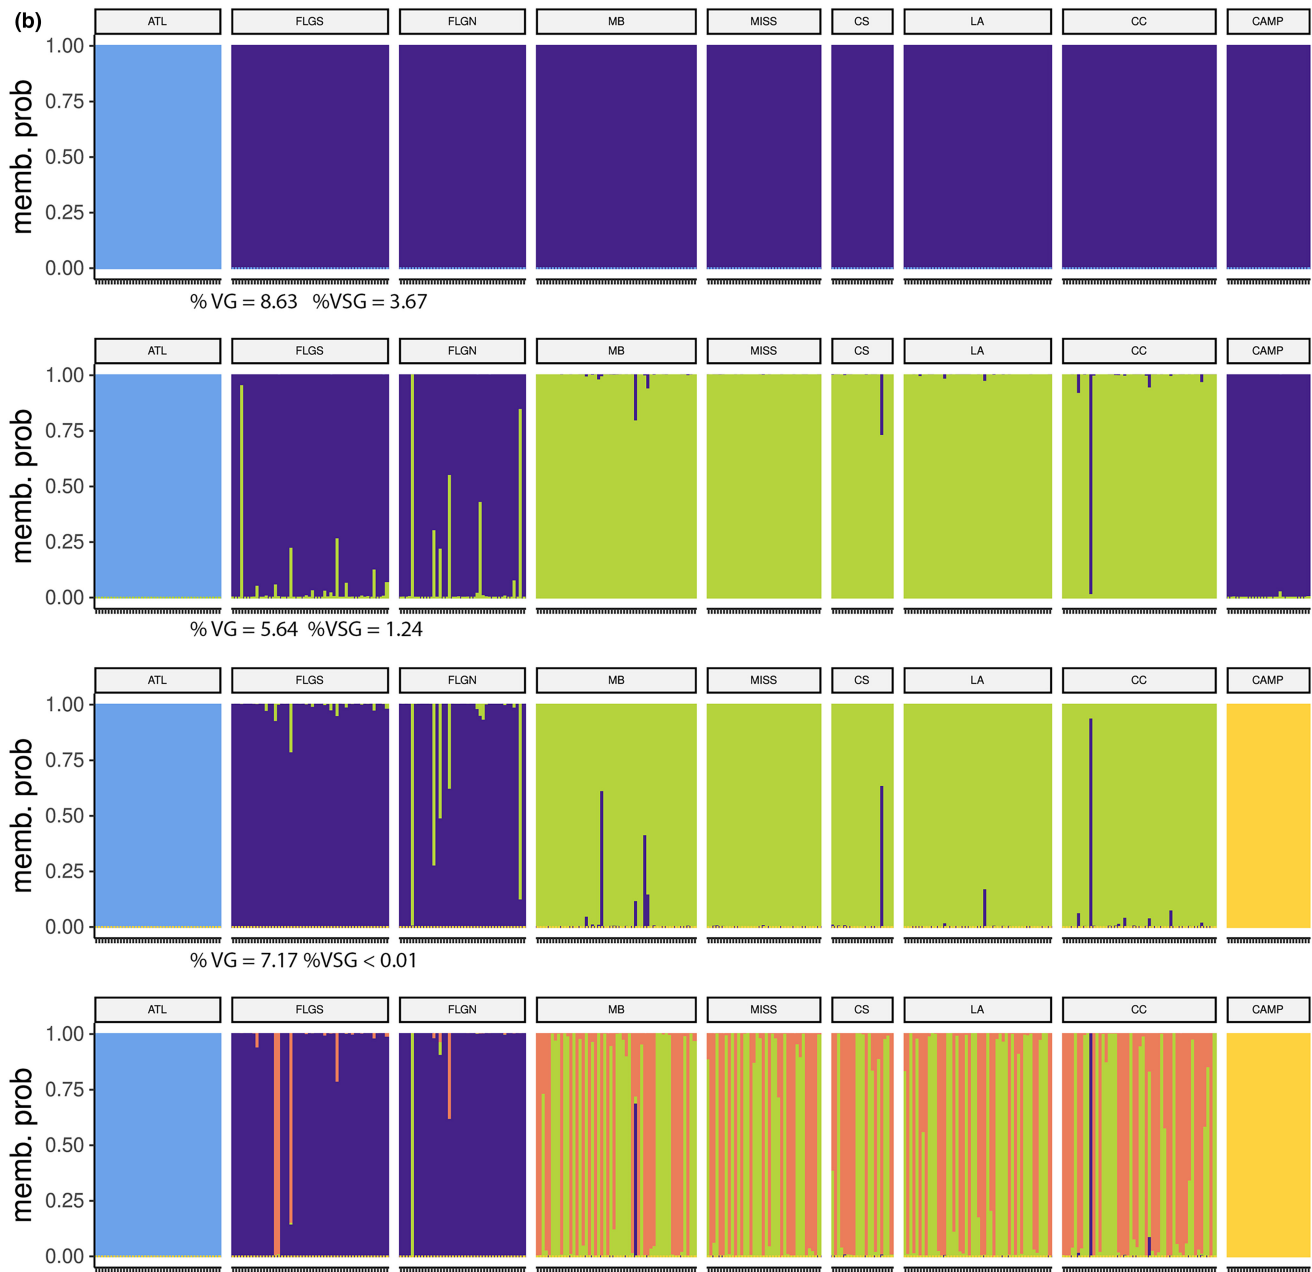 (b)
ATL FLGS FLGN MB MISS CS LA CC CAMP
memb. prob
1.00
0.75
0.50
0.25
0.00
% VG = 8.63 %VSG = 3.67
ATL FLGS FLGN MB MISS CS LA CC CAMP
memb. prob
1.00
0.75
0.50
0.25
0.00
% VG = 5.64 %VSG = 1.24
ATL FLGS FLGN MB MISS CS LA CC CAMP
memb. prob
1.00
0.75
0.50
0.25
0.00
% VG = 7.17 %VSG < 0.01
ATL FLGS FLGN MB MISS CS LA CC CAMP
memb. prob
1.00
0.75
0.50
0.25
0.00